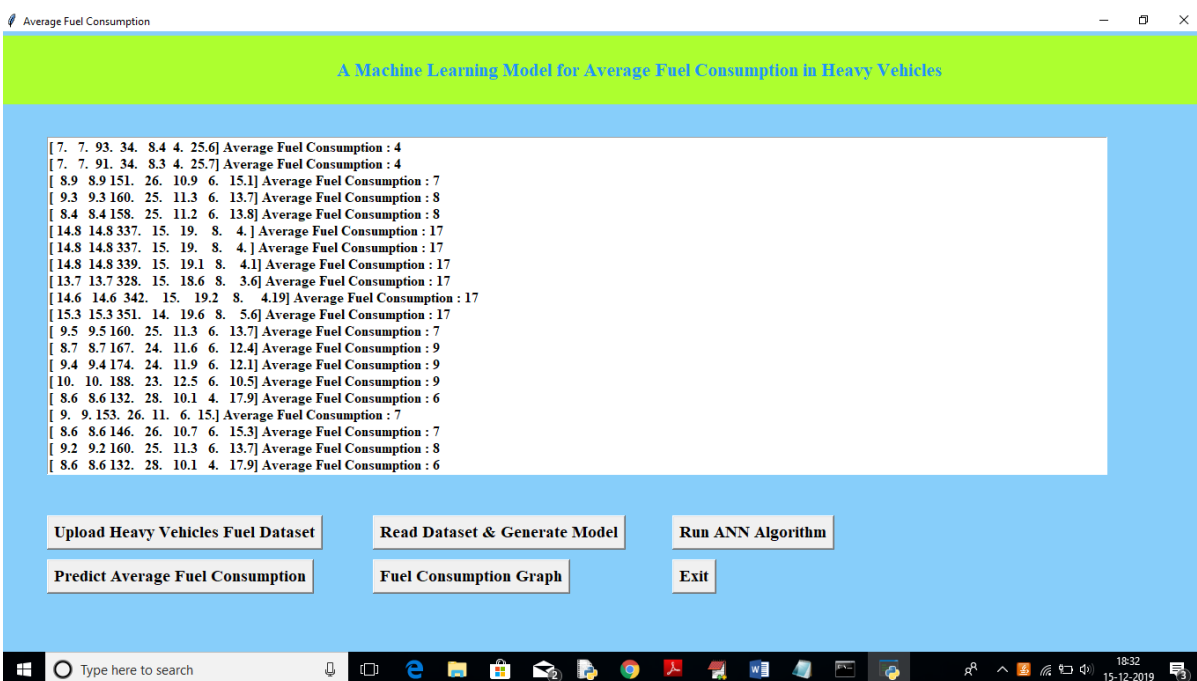 Average Fuel Consumption
A Machine Learning Model for Average Fuel Consumption in Heavy Vehicles
[ 7. 7. 93. 34. 8.4 4. 25.6] Average Fuel Consumption : 4
[ 7. 7. 91. 34. 8.3 4. 25.7] Average Fuel Consumption : 4
[ 8.9 8.9 151. 26. 10.9 6. 15.1] Average Fuel Consumption : 7
[ 9.3 9.3 160. 25. 11.3 6. 13.7] Average Fuel Consumption : 8
[ 8.4 8.4 158. 25. 11.2 6. 13.8] Average Fuel Consumption : 8
[ 14.8 14.8 337. 15. 19. 8. 4. ] Average Fuel Consumption : 17
[ 14.8 14.8 337. 15. 19. 8. 4. ] Average Fuel Consumption : 17
[ 14.8 14.8 339. 15. 19.1 8. 4.1] Average Fuel Consumption : 17
[ 13.7 13.7 328. 15. 18.6 8. 3.6] Average Fuel Consumption : 17
[ 14.6 14.6 342. 15. 19.2 8. 4.19] Average Fuel Consumption : 17
[ 15.3 15.3 351. 14. 19.6 8. 5.6] Average Fuel Consumption : 17
[ 9.5 9.5 160. 25. 11.3 6. 13.7] Average Fuel Consumption : 7
[ 8.7 8.7 167. 24. 11.6 6. 12.4] Average Fuel Consumption : 9
[ 9.4 9.4 174. 24. 11.9 6. 12.1] Average Fuel Consumption : 9
[ 10. 10. 188. 23. 12.5 6. 10.5] Average Fuel Consumption : 9
[ 8.6 8.6 132. 28. 10.1 4. 17.9] Average Fuel Consumption : 6
[ 9. 9. 153. 26. 11. 6. 15.] Average Fuel Consumption : 7
[ 8.6 8.6 146. 26. 10.7 6. 15.3] Average Fuel Consumption : 7
[ 9.2 9.2 160. 25. 11.3 6. 13.7] Average Fuel Consumption : 8
[ 8.6 8.6 132. 28. 10.1 4. 17.9] Average Fuel Consumption : 6
Upload Heavy Vehicles Fuel Dataset
Read Dataset & Generate Model
Run ANN Algorithm
Predict Average Fuel Consumption
Fuel Consumption Graph
Exit
Type here to search
18:32
15-12-2019